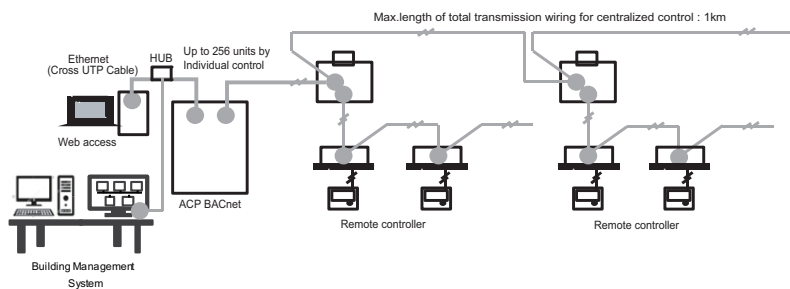 Max.length of total transmission wiring for centralized control : 1km
Ethernet
(Cross UTP Cable)
HUB
Up to 256 units by
Individual control
Web access
ACP BACnet
Remote controller
Remote controller
Building Management
System